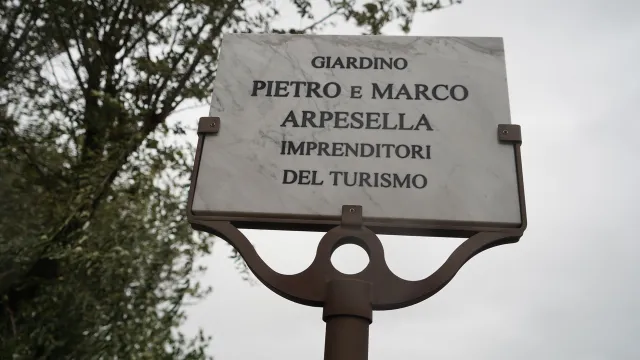 GIARDINO
PIETRO E MARCO
ARPESELLA
IMPRENDITORI
DEL TURISMO